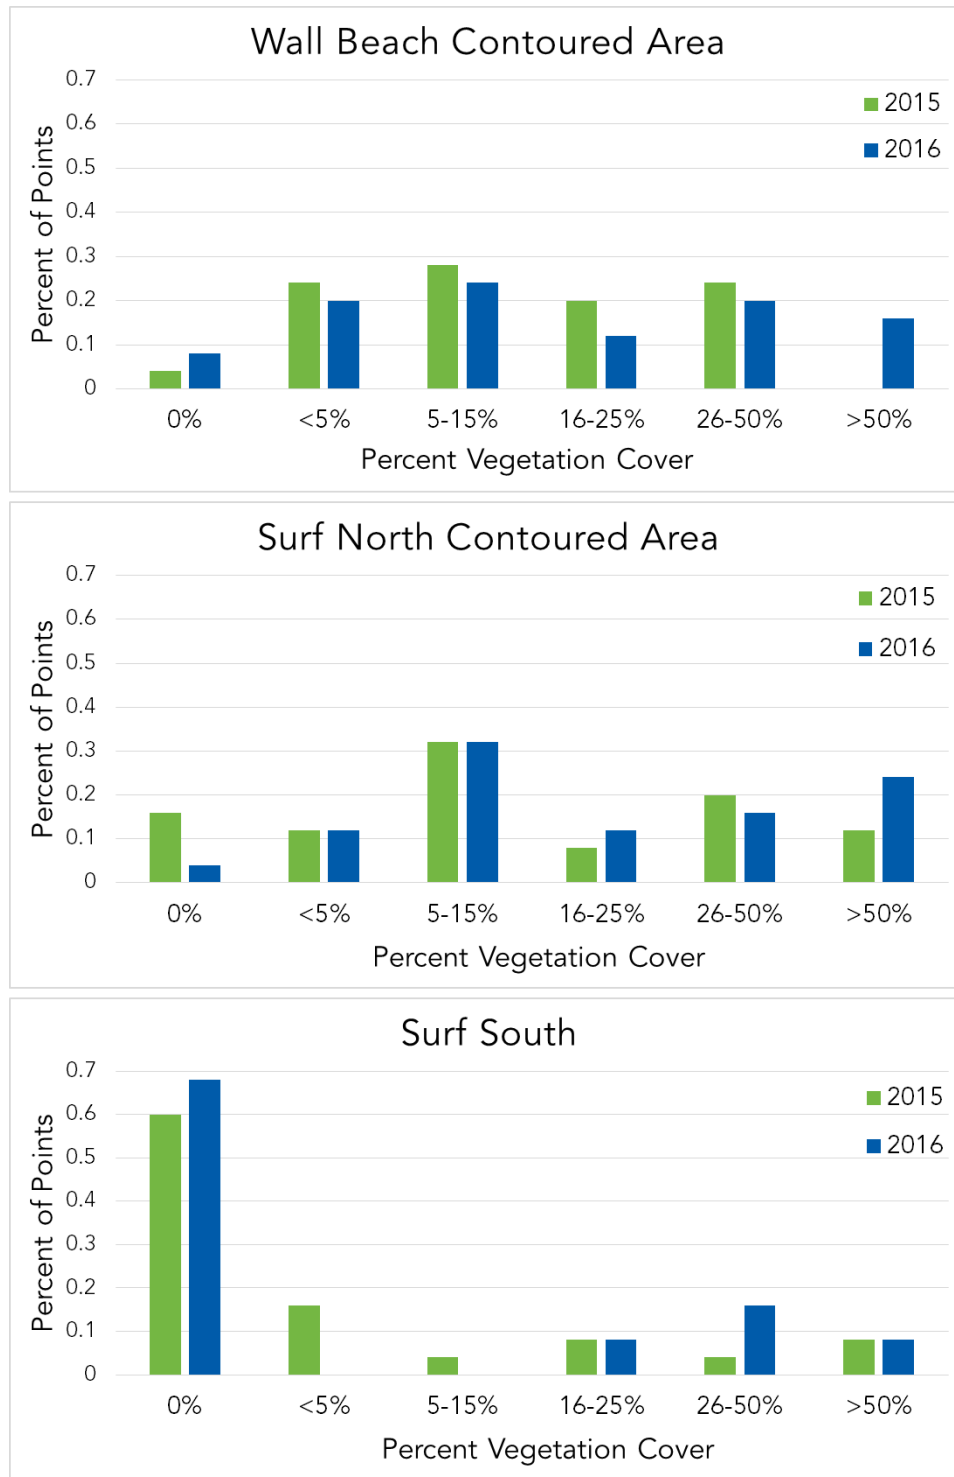 Wall Beach Contoured Area
0.7
0.6
0.5
0.4
0.3
0.2
0.1
0
Percent of Points
2015
2016
0% <5% 5-15% 16-25% 26-50% >50%
Percent Vegetation Cover
Surf North Contoured Area
0.7
0.6
0.5
0.4
0.3
0.2
0.1
0
Percent of Points
2015
2016
0% <5% 5-15% 16-25% 26-50% >50%
Percent Vegetation Cover
Surf South
0.7
0.6
0.5
0.4
0.3
0.2
0.1
0
Percent of Points
2015
2016
0% <5% 5-15% 16-25% 26-50% >50%
Percent Vegetation Cover